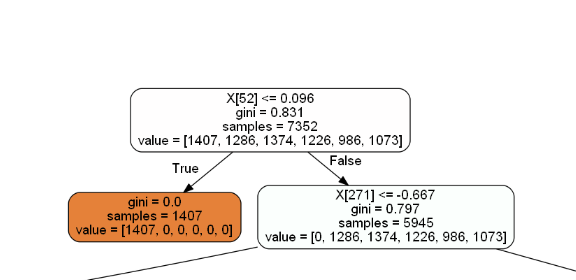 X[52] <= 0.096
gini = 0.831
samples = 7352
value = [1407, 1286, 1374, 1226, 986, 1073]
True
False
gini = 0.0
samples = 1407
value = [1407, 0, 0, 0, 0, 0]
X[271] <= -0.667
gini = 0.797
samples = 5945
value = [0, 1286, 1374, 1226, 986, 1073]